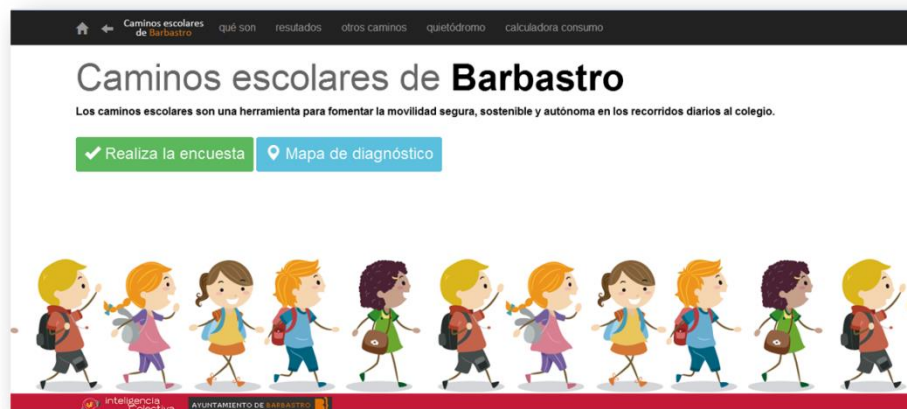 Caminos escolares
de Barbastro
qué son resutados otros caminos quietódromo calculadora consumo
Caminos escolares de Barbastro
Los caminos escolares son una herramienta para fomentar la movilidad segura, sostenible y autónoma en los recorridos diarios al colegio.
Realiza la encuesta Mapa de diagnóstico
inteligencia
Colectiva
AYUNTAMIENTO DE BARBASTRO